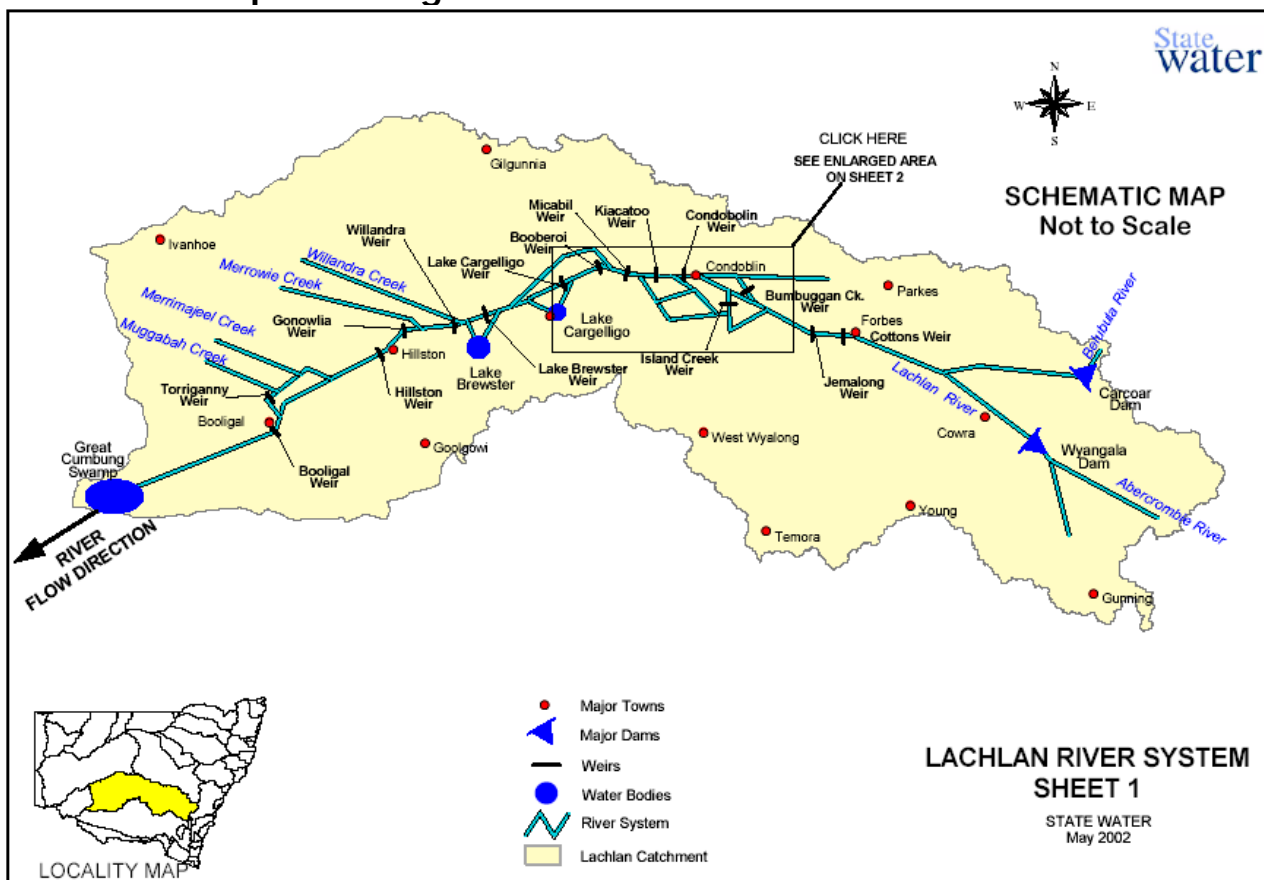 State
water
N
W
E
S
CLICK HERE
SEE ENLARGED AREA
ON SHEET 2
SCHEMATIC MAP
Not to Scale
Gilgunnia
Ivanhoe
Willandra
Weir
Micabil
Weir
Kiacatoo
Weir
Condobolin
Weir
Booberoi
Weir
Lake Cargelligo
Weir
Willandra Creek
Merrowie Creek
Merrimajeel Creek
Muggabah Creek
Gonowlia
Weir
Condoblin
Parkes
Bumbuggan Ck.
Weir
Forbes
Cottons Weir
Belubula River
Lake
Cargelligo
Hillston
Lake
Brewster
Lake Brewster
Weir
Island Creek
Weir
Jemalong
Weir
Lachlan River
Carcoar
Dam
Torriganny
Weir
Hillston
Weir
Booligal
Goolgowi
West Wyalong
Cowra
Wyangala
Dam
Great
Cumbung
Swamp
Booligal
Weir
Abercrombie River
Young
Temora
Gunning
RIVER
FLOW DIRECTION
LOCALITY MAP
Major Towns
Major Dams
Weirs
Water Bodies
River System
Lachlan Catchment
LACHLAN RIVER SYSTEM
SHEET 1
STATE WATER
May 2002